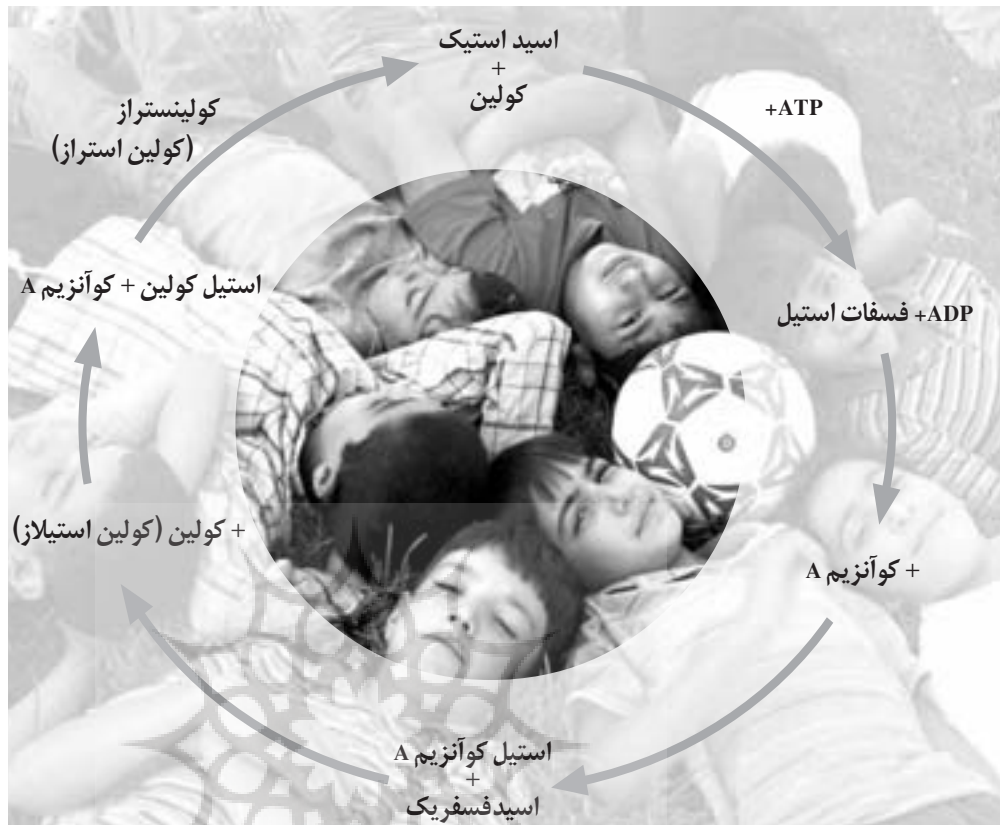 اسید استیک
+
کولین
+ATP
فسفات استیل +ADP
+ کوآنزیم A
استیل کوآنزیم A
+
اسیدفسفریک
+ کولین (کولین استیلاز)
استیل کولین + کوآنزیم A
کولینستراز
(کولین استراز)